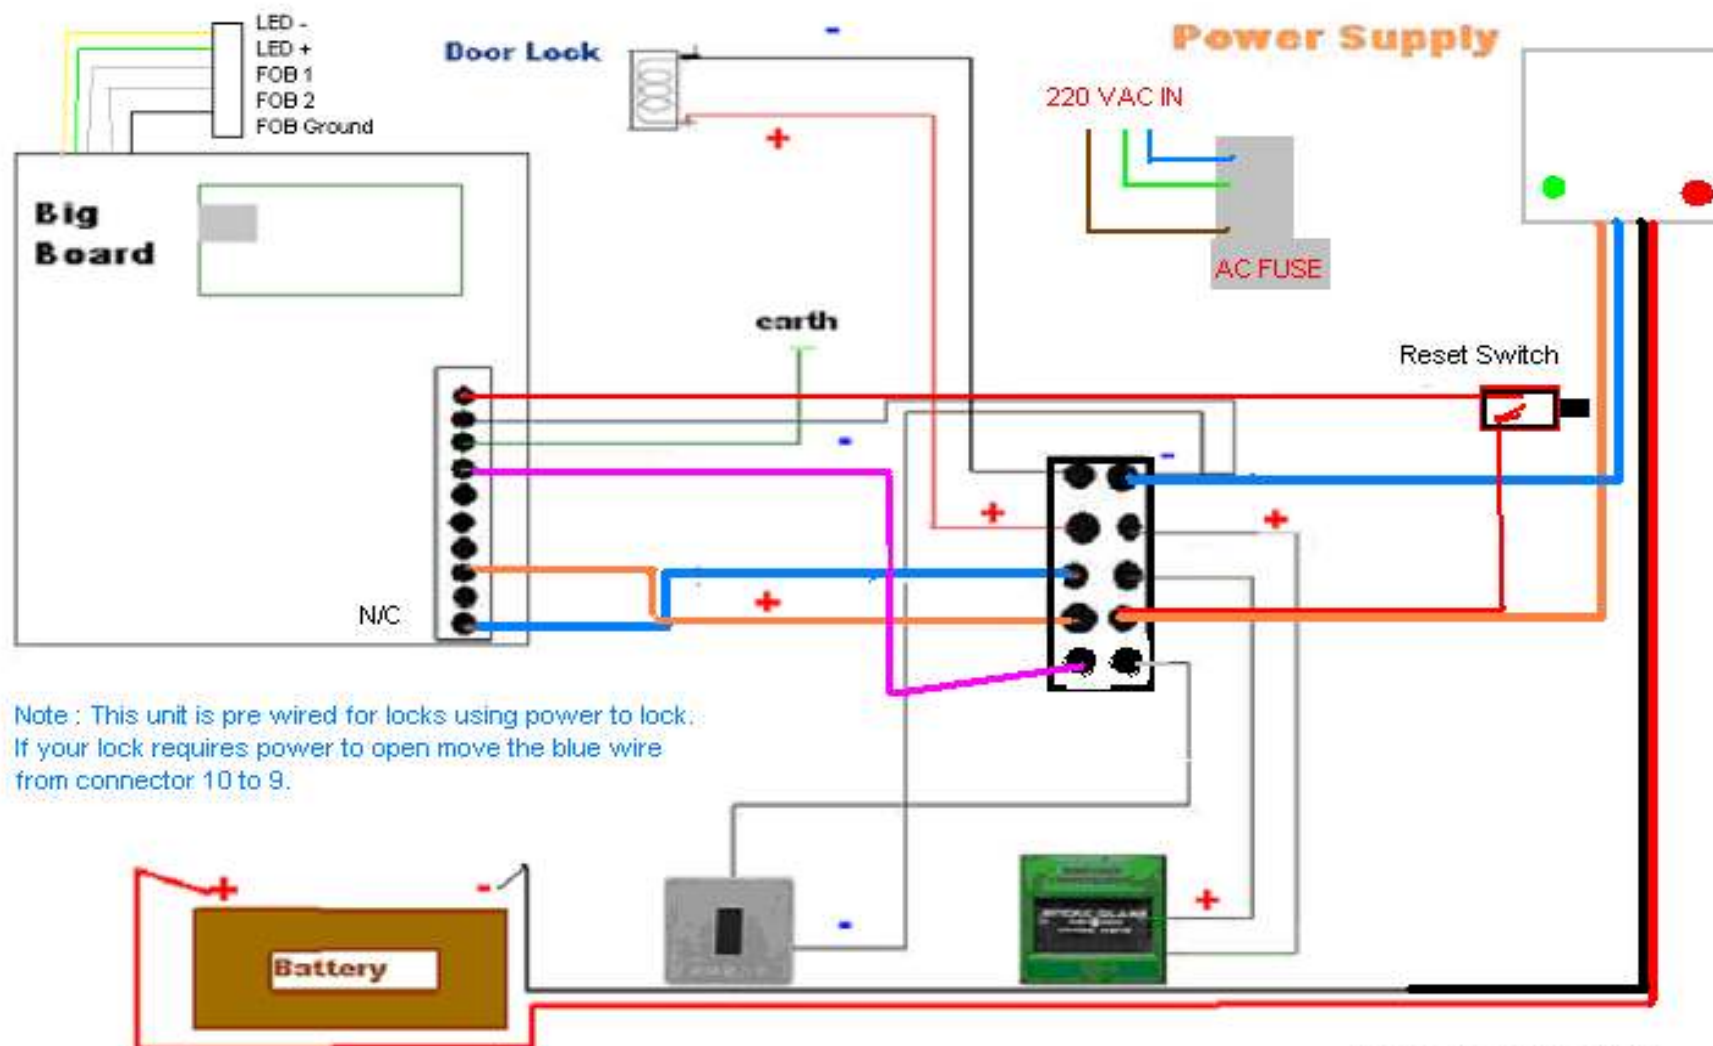 LED -
LED +
FOB 1
FOB 2
FOB Ground
Door Lock
-
+
Power Supply
220 VAC IN
AC FUSE
Big
Board
earth
Reset Switch
-
-
+
+
+
N/C
Note : This unit is pre wired for locks using power to lock.
If your lock requires power to open move the blue wire
from connector 10 to 9.
+
-
Battery
-
+